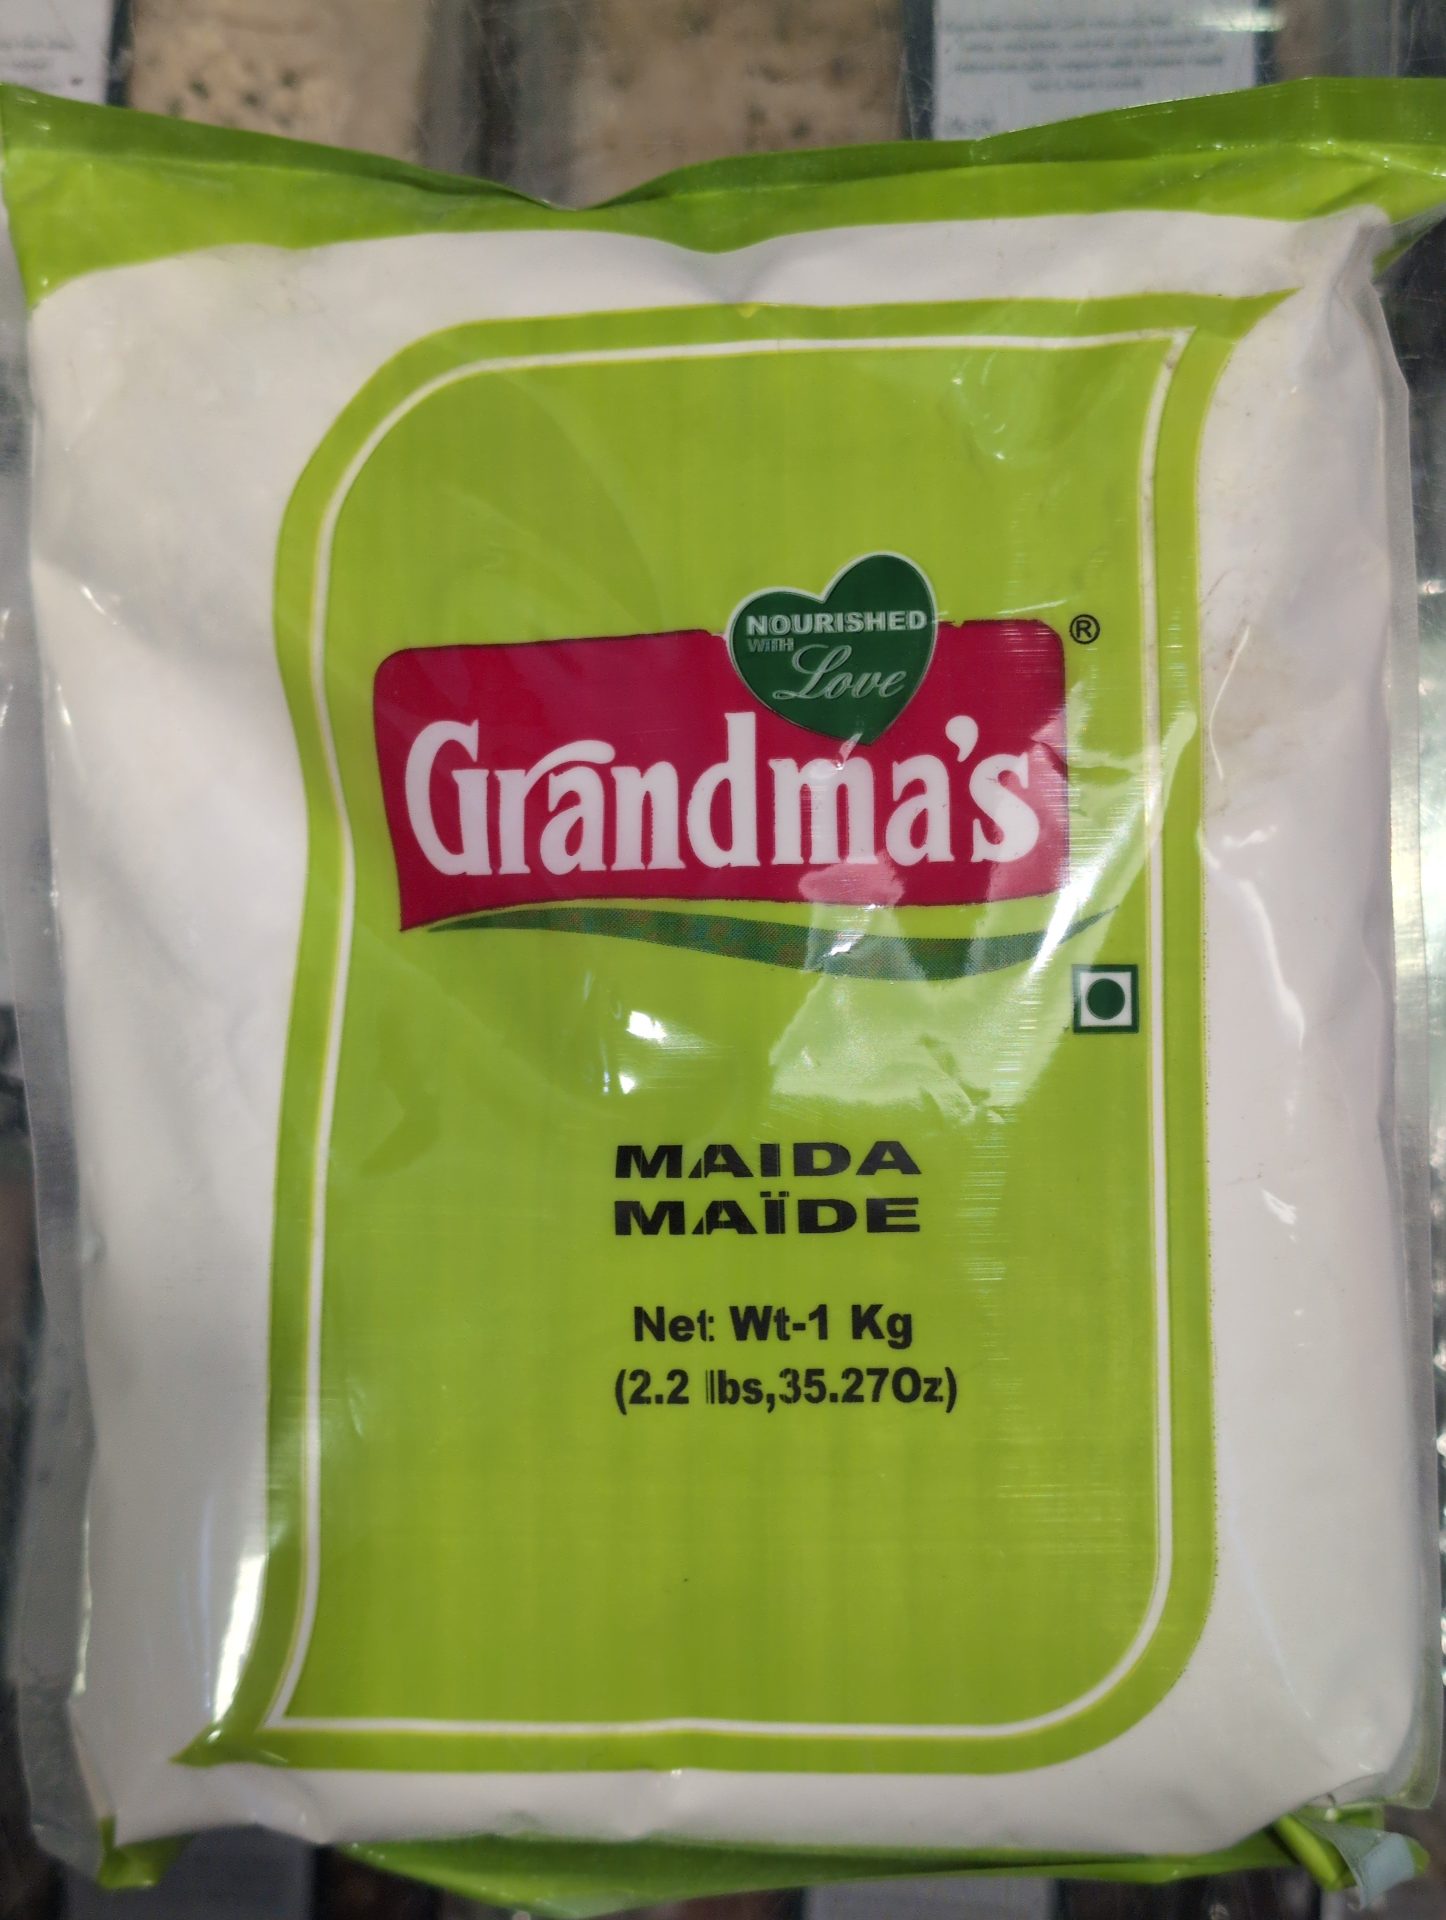 NOURISHED
WITH
Love
Grandma's ®
MAIDA
MAÏDE
Net: Wt-1 Kg
(2.2 lbs,35.27Oz)